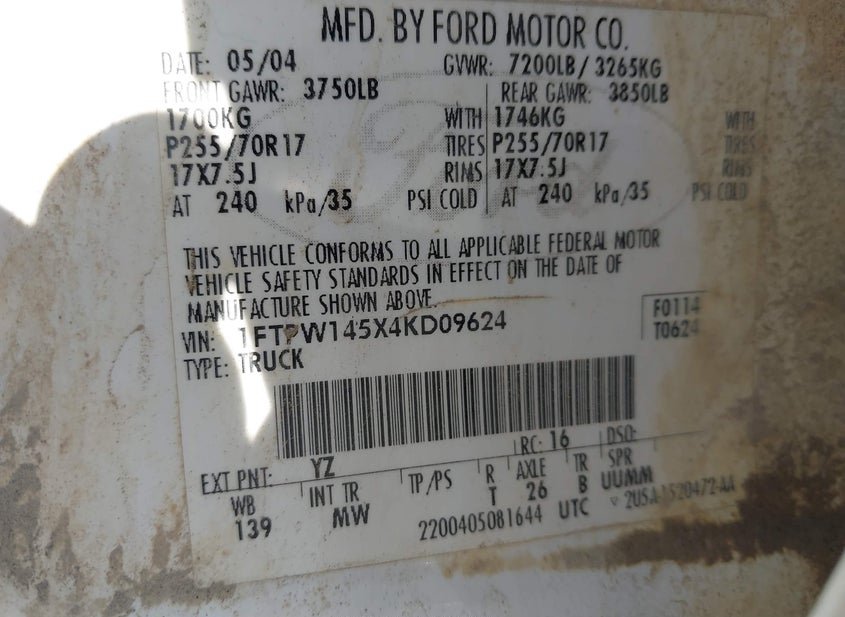 MFD. BY FORD MOTOR CO.
DATE: 05/04 GVWR: 7200LB/ 3265KG
FRONT GAWR: 3750LB REAR GAWR: 3850LB
1700KG WITH 1746KG WITH
P255/70R17 TIRES P255/70R17 TIRES
17X7.5J RIMS 17X7.5J RIMS
AT 240 kPa/35 PSI COLD AT 240 kPa/35 PSI COLD
THIS VEHICLE CONFORMS TO ALL APPLICABLE FEDERAL MOTOR
VEHICLE SAFETY STANDARDS IN EFFECT ON THE DATE OF
MANUFACTURE SHOWN ABOVE.
VIN: 1FTPW145X4KD09624 F0114
TYPE: TRUCK T0624
EXT PNT: YZ RC: 16 DSO:
WB INT TR TP/PS R AXLE TR SPR
139 MW T 26 B UUMM
2200405081644 UTC ▽ 2USA-1520472-AA
Ford